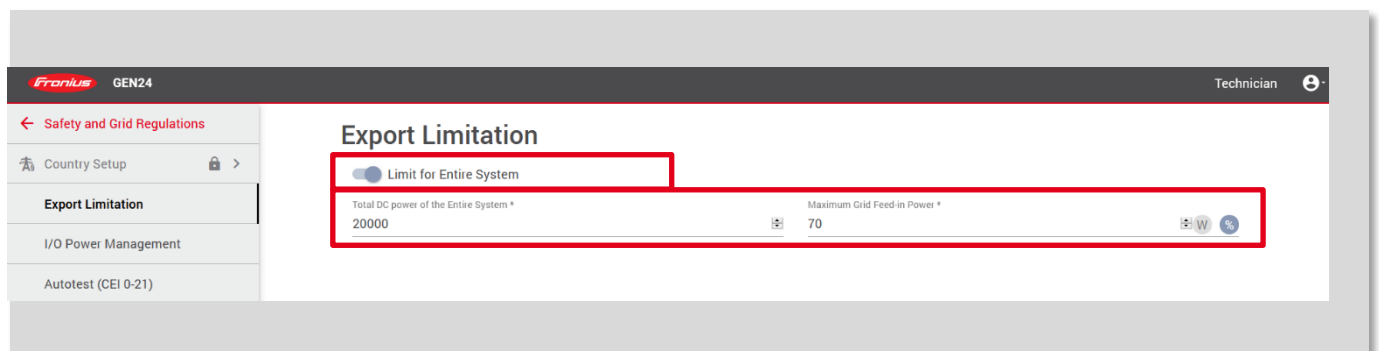 Fronius GEN24 Technician
Safety and Grid Regulations
Export Limitation
Country Setup
Limit for Entire System
Export Limitation
Total DC power of the Entire System * Maximum Grid Feed-in Power *
20000 70 W %
I/O Power Management
Autotest (CEI 0-21)